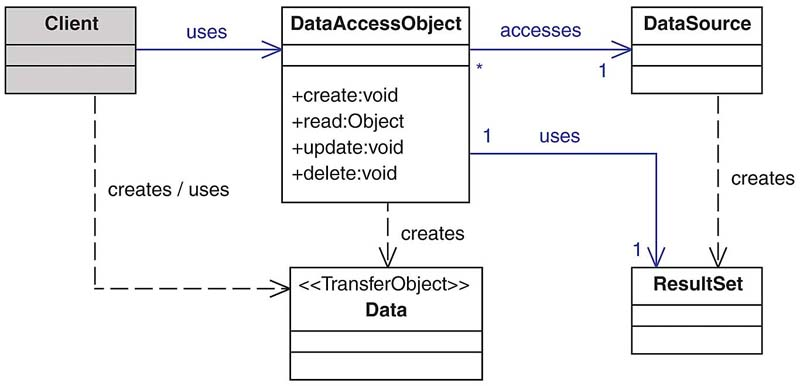 Client
uses
DataAccessObject
accesses
DataSource
*
1
+create:void
+read:Object
+update:void
+delete:void
1
uses
creates / uses
creates
creates
1
<<TransferObject>>
Data
ResultSet